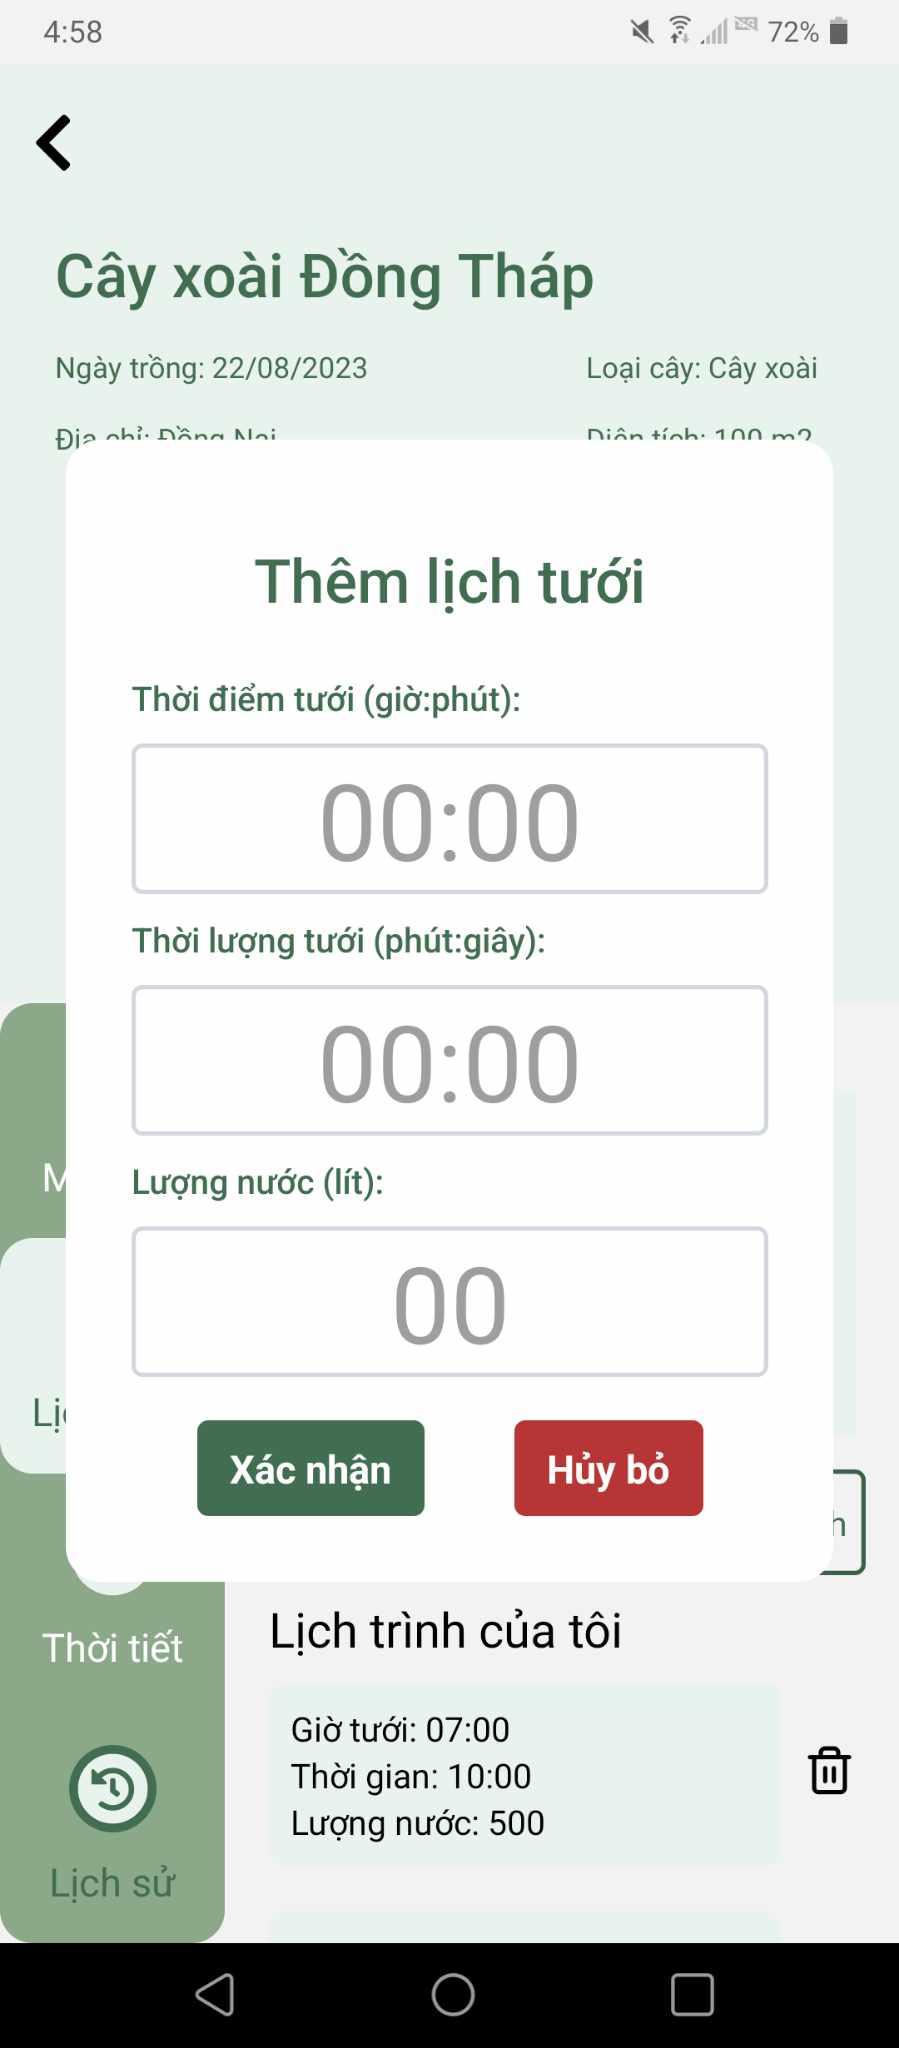 4:58
72%
Cây xoài Đồng Tháp
Ngày trồng: 22/08/2023
Loại cây: Cây xoài
Địa chỉ: Đồng Nai
Diện tích: 100 m2
Thêm lịch tưới
Thời điểm tưới (giờ:phút):
00:00
Thời lượng tưới (phút:giây):
00:00
Lượng nước (lít):
00
Xác nhận
Hủy bỏ
Thời tiết
Lịch trình của tôi
Giờ tưới: 07:00
Thời gian: 10:00
Lượng nước: 500
Lịch sử